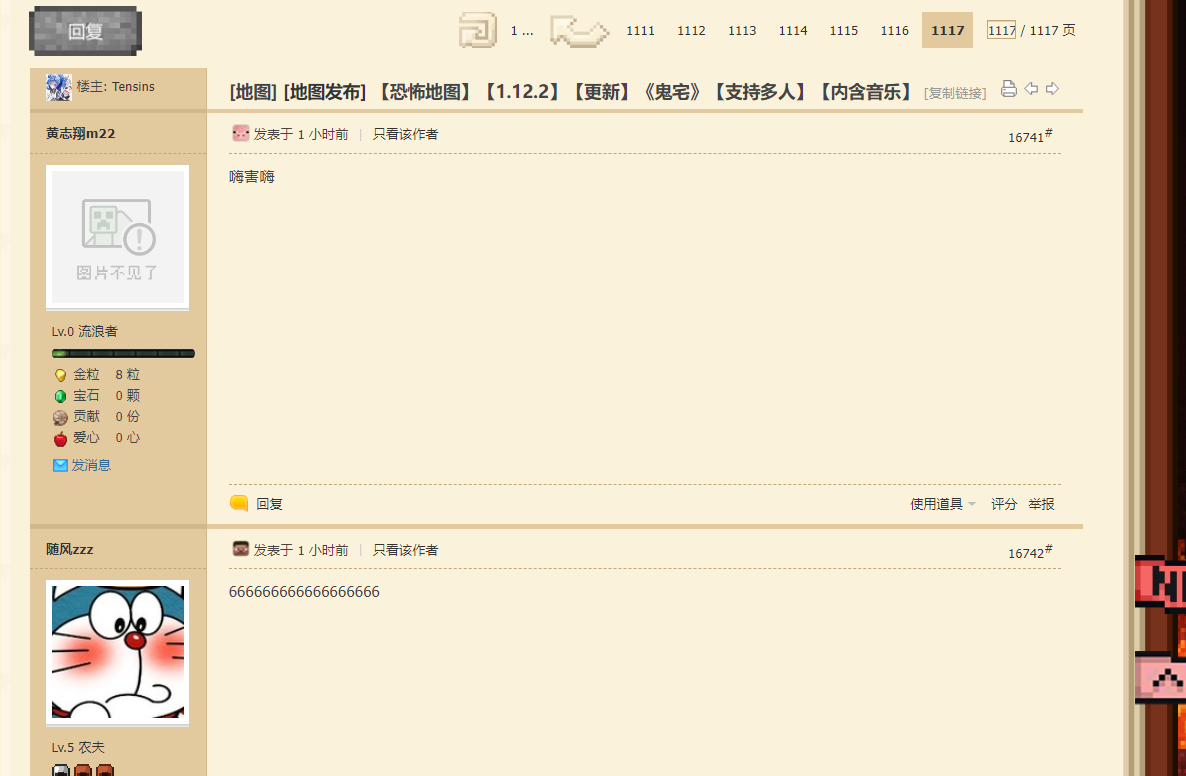 回复
1 ... 1111 1112 1113 1114 1115 1116 1117 1117 / 1117 页
楼主: Tensins
[地图] [地图发布] 【恐怖地图】【1.12.2】【更新】《鬼宅》【支持多人】【内含音乐】 [复制链接]
黄志翔m22
发表于 1 小时前 | 只看该作者 16741#
嗨害嗨
图片不见了
Lv.0 流浪者
金粒 8 粒
宝石 0 颗
贡献 0 份
爱心 0 心
发消息
回复 使用道具 评分 举报
随风zzz
发表于 1 小时前 | 只看该作者 16742#
666666666666666666
Lv.5 农夫